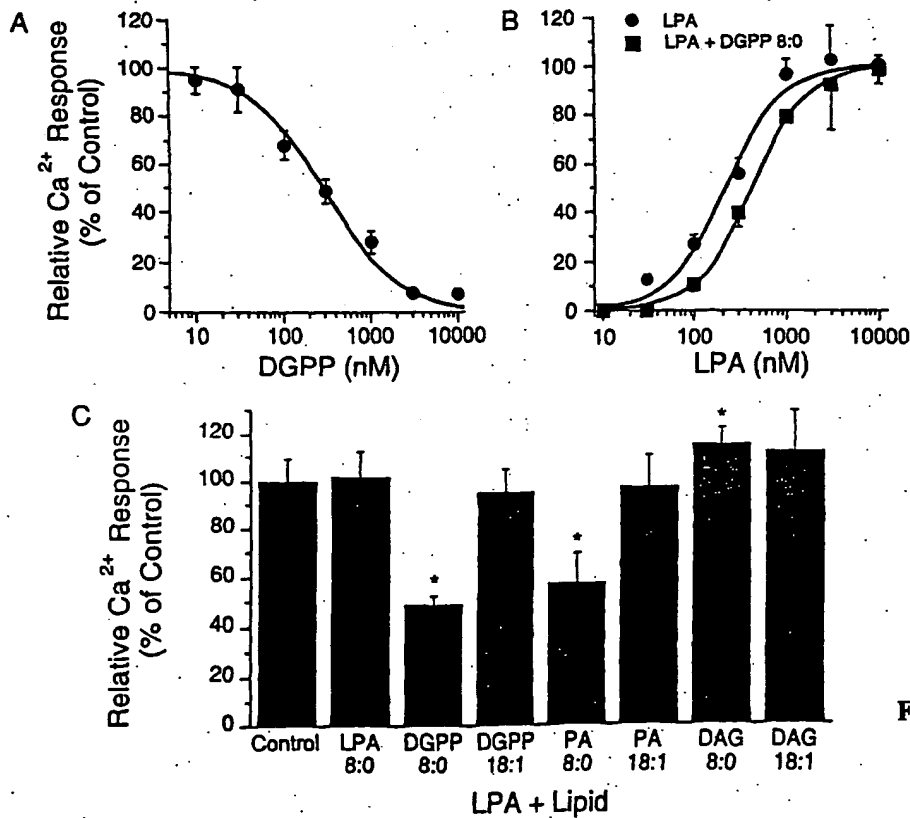 A
Relative Ca2+ Response
(% of Control)
120
100
80
60
40
20
0
10
100
1000
10000
DGPP (nM)
B
LPA
LPA + DGPP 8:0
120
100
80
60
40
20
0
10
100
1000
10000
LPA (nM)
C
Relative Ca2+ Response
(% of Control)
120
100
80
60
40
20
0
*
*
*
Control
LPA
8:0
DGPP
8:0
DGPP
18:1
PA
8:0
PA
18:1
DAG
8:0
DAG
18:1
LPA + Lipid
F